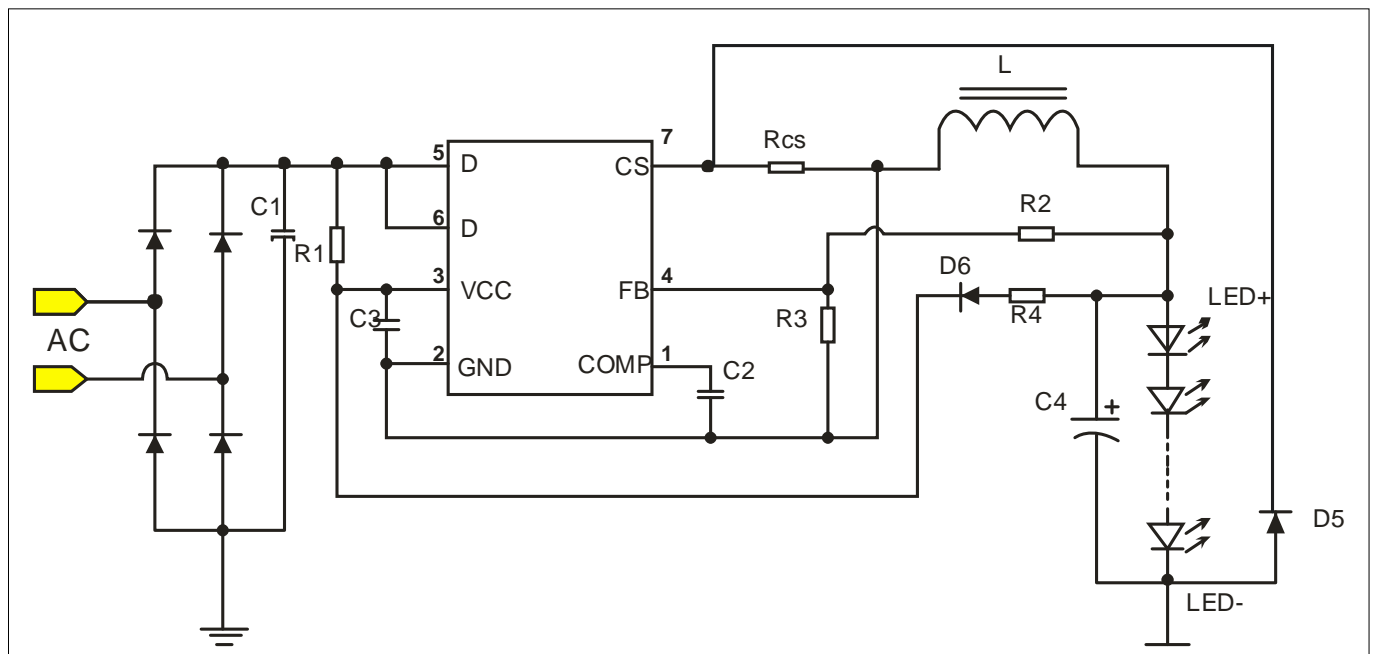 L
7
Rcs
5
D
CS
C1
R2
6
D
R1
D6
3
VCC
4
FB
LED+
C3
R3
R4
AC
2
GND
1
COMP
C2
C4
+
D5
LED-